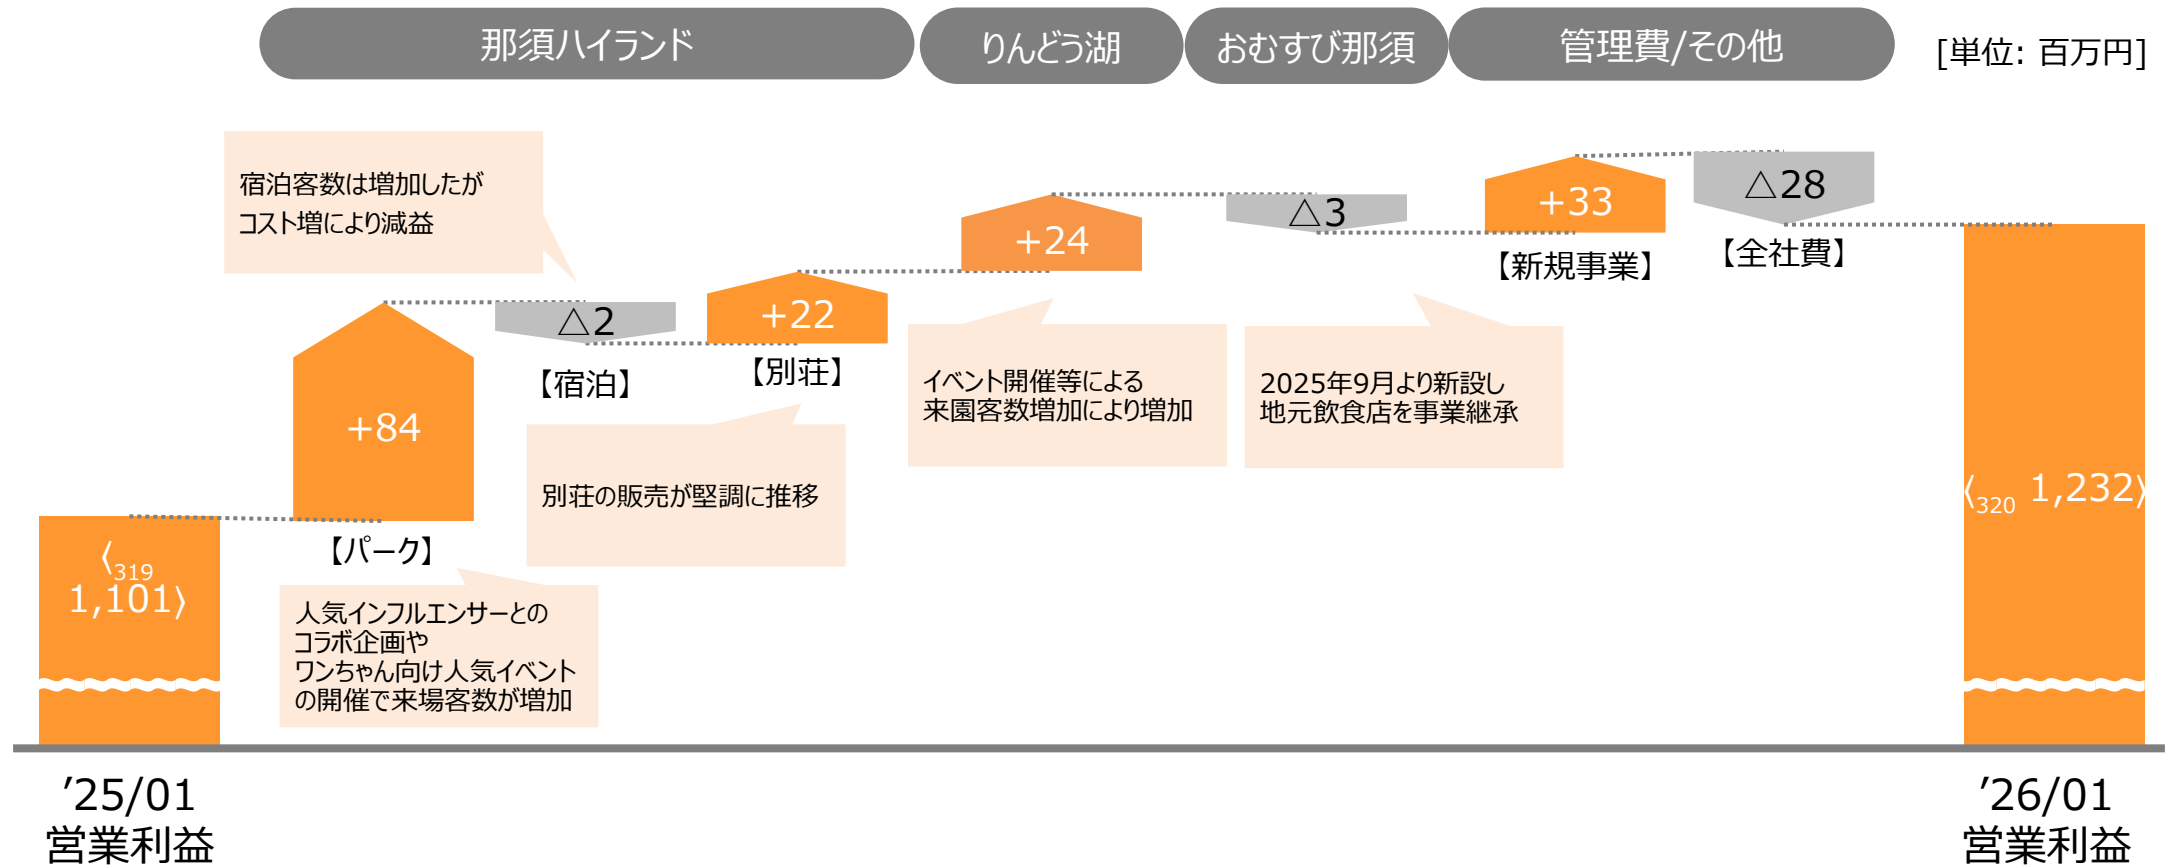 那須ハイランド
りんどう湖
おむすび那須
管理費/その他
[単位: 百万円]
宿泊客数は増加したが
コスト増により減益
+84
【パーク】
△2
【宿泊】
+22
【別荘】
+24
△3
+33
【新規事業】
△28
【全社費】
人気インフルエンサーとの
コラボ企画や
ワンちゃん向け人気イベント
の開催で来場客数が増加
別荘の販売が堅調に推移
イベント開催等による
来園客数増加により増加
2025年9月より新設し
地元飲食店を事業継承
〈319
1,101〉
〈320 1,232〉
'25/01
営業利益
'26/01
営業利益